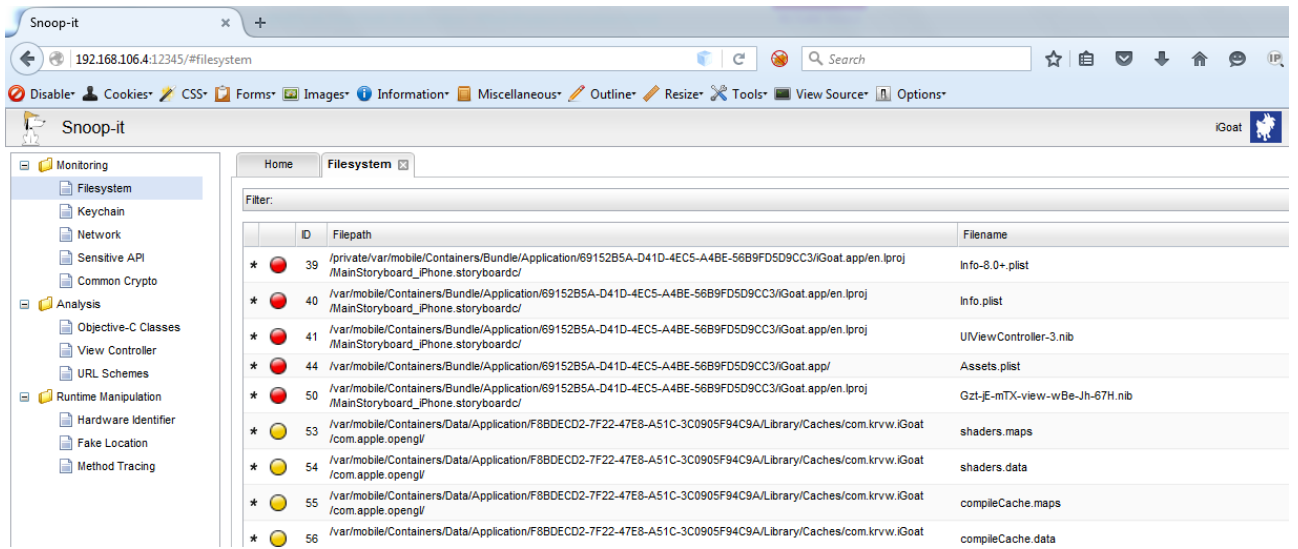 Snoop-it
192.168.106.4:12345/#filesystem
Search
Disable Cookies CSS Forms Images Information Miscellaneous Outline Resize Tools View Source Options
Snoop-it
iGoat
Monitoring
Filesystem
Keychain
Network
Sensitive API
Common Crypto
Analysis
Objective-C Classes
View Controller
URL Schemes
Runtime Manipulation
Hardware Identifier
Fake Location
Method Tracing
Home Filesystem
Filter:
ID Filepath Filename
* 39 /private/var/mobile/Containers/Bundle/Application/69152B5A-D41D-4EC5-A4BE-56B9FD5D9CC3/iGoat.app/en.lproj
/MainStoryboard_iPhone.storyboardc/ Info-8.0+.plist
* 40 /var/mobile/Containers/Bundle/Application/69152B5A-D41D-4EC5-A4BE-56B9FD5D9CC3/iGoat.app/en.lproj
/MainStoryboard_iPhone.storyboardc/ Info.plist
* 41 /var/mobile/Containers/Bundle/Application/69152B5A-D41D-4EC5-A4BE-56B9FD5D9CC3/iGoat.app/en.lproj
/MainStoryboard_iPhone.storyboardc/ UIViewController-3.nib
* 44 /var/mobile/Containers/Bundle/Application/69152B5A-D41D-4EC5-A4BE-56B9FD5D9CC3/iGoat.app/ Assets.plist
* 50 /var/mobile/Containers/Bundle/Application/69152B5A-D41D-4EC5-A4BE-56B9FD5D9CC3/iGoat.app/en.lproj
/MainStoryboard_iPhone.storyboardc/ Gzt-jE-mTX-view-wBe-Jh-67H.nib
* 53 /var/mobile/Containers/Data/Application/F8BDECD2-7F22-47E8-A51C-3C0905F94C9A/Library/Caches/com.krvw.iGoat
/com.apple.opengl/ shaders.maps
* 54 /var/mobile/Containers/Data/Application/F8BDECD2-7F22-47E8-A51C-3C0905F94C9A/Library/Caches/com.krvw.iGoat
/com.apple.opengl/ shaders.data
* 55 /var/mobile/Containers/Data/Application/F8BDECD2-7F22-47E8-A51C-3C0905F94C9A/Library/Caches/com.krvw.iGoat
/com.apple.opengl/ compileCache.maps
* 56 /var/mobile/Containers/Data/Application/F8BDECD2-7F22-47E8-A51C-3C0905F94C9A/Library/Caches/com.krvw.iGoat
compileCache.data